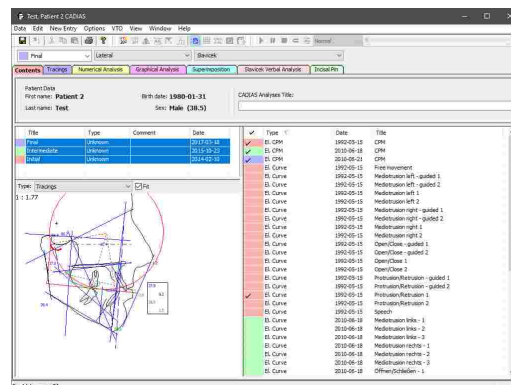 Test, Patient 2 CADIAS
Data Edit New Entry Options VTO View Window Help
Normal
Final Lateral Slavicek
Contents Tracings Numerical Analysis Graphical Analysis Superimposition Slavicek Verbal Analysis Incisal Pin
Patient Data
First name: Patient 2 Birth date: 1980-01-31 CADIAS Analyses Title:
Last name: Test Sex: Male (38.5)
Title Type Comment Date
Final Unknown 2017-03-16
Intermediate Unknown 2015-10-23
Initial Unknown 2014-02-10
Type: Tracings Fit
1 : 1.77
Type Date Title
El. CPM 1992-05-15 CPM
El. CPM 2010-06-18 CPM
El. CPM 2010-08-21 CPM
El. Curve 1992-05-15 Free movement
El. Curve 1992-05-15 Mediotrusion left - guided 1
El. Curve 1992-05-15 Mediotrusion left - guided 2
El. Curve 1992-05-15 Mediotrusion left 1
El. Curve 1992-05-15 Mediotrusion left 2
El. Curve 1992-05-15 Mediotrusion right - guided 1
El. Curve 1992-05-15 Mediotrusion right - guided 2
El. Curve 1992-05-15 Mediotrusion right 1
El. Curve 1992-05-15 Mediotrusion right 2
El. Curve 1992-05-15 Open/Close - guided 1
El. Curve 1992-05-15 Open/Close - guided 2
El. Curve 1992-05-15 Open/Close 1
El. Curve 1992-05-15 Open/Close 2
El. Curve 1992-05-15 Protrusion/Retrusion - guided 1
El. Curve 1992-05-15 Protrusion/Retrusion - guided 2
El. Curve 1992-05-15 Protrusion/Retrusion 1
El. Curve 1992-05-15 Protrusion/Retrusion 2
El. Curve 1992-05-15 Speech
El. Curve 2010-06-18 Mediotrusion links - 1
El. Curve 2010-06-18 Mediotrusion links - 2
El. Curve 2010-06-18 Mediotrusion links - 3
El. Curve 2010-06-18 Mediotrusion rechts - 1
El. Curve 2010-06-18 Mediotrusion rechts - 2
El. Curve 2010-06-18 Mediotrusion rechts - 3
El. Curve 2010-06-18 Öffnen/Schließen - 1